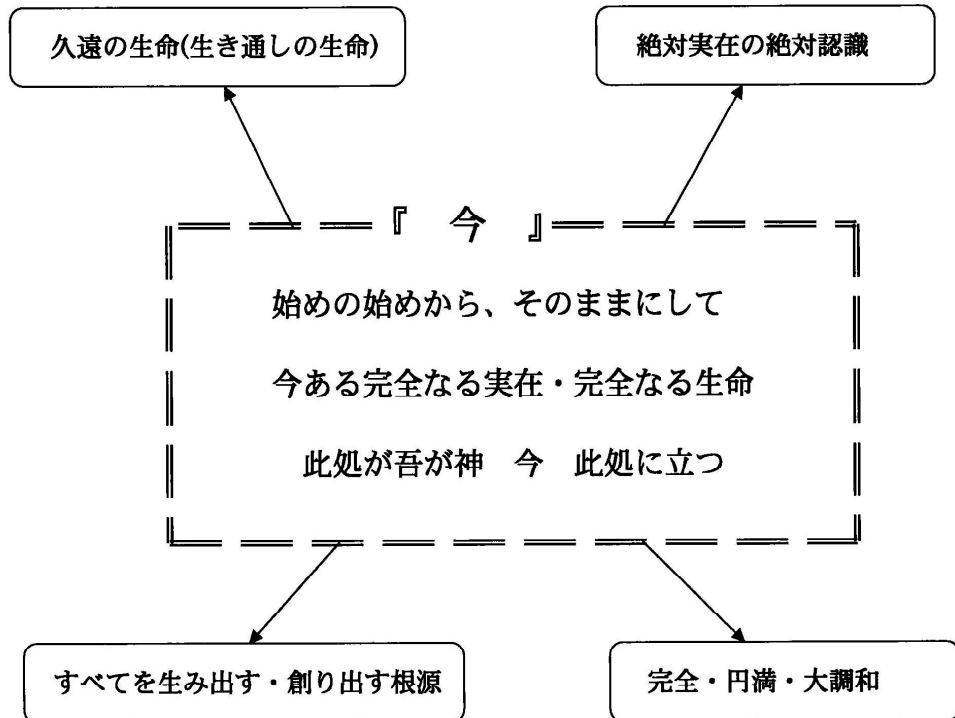 久遠の生命(生き通しの生命)
絶対実在の絶対認識
『 今 』
始めの始めから、そのままにして
今ある完全なる実在・完全なる生命
此処が吾が神 今 此処に立つ
すべてを生み出す・創り出す根源
完全・円満・大調和